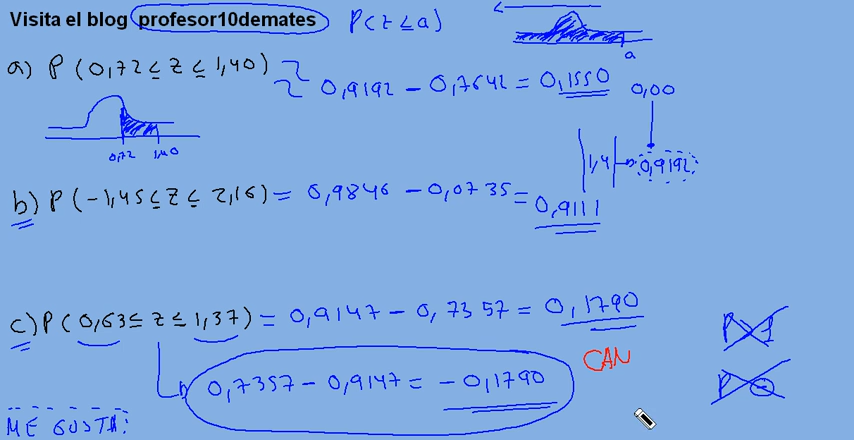 Visita el blog profesor10demates P(z ≤ a)
a
a) P(0,72 ≤ z ≤ 1,40) 0,9192 - 0,7642 = 0,1550 0,00
0,72 1,40
1,4 0,9192
b) P(-1,45 ≤ z ≤ 2,16) = 0,9846 - 0,0735 = 0,9111
c) P(0,63 ≤ z ≤ 1,37) = 0,9147 - 0,7357 = 0,1790
P>1
CAN
0,7357 - 0,9147 = -0,1790
P -
ME GUSTA!